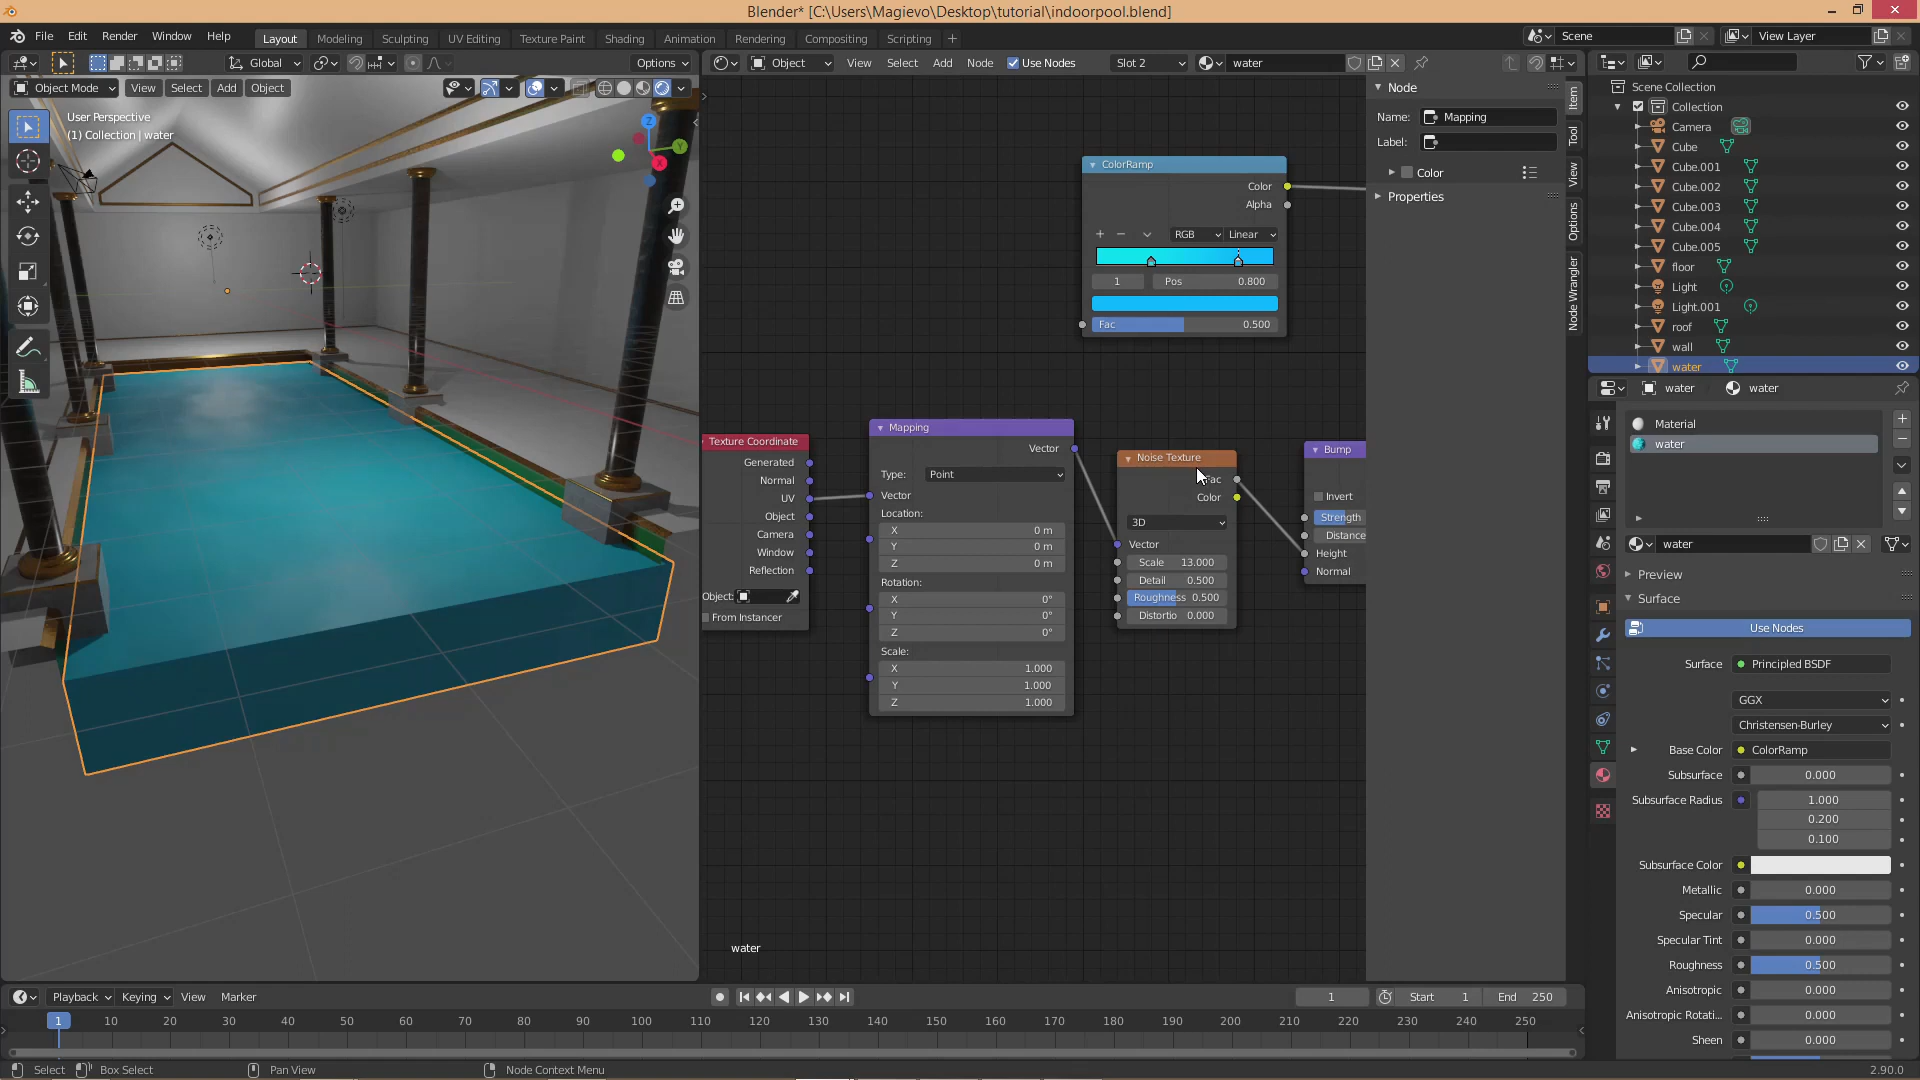 Blender* [C:\Users\Magievo\Desktop\tutorial\indoorpool.blend]
File Edit Render Window Help
Layout Modeling Sculpting UV Editing Texture Paint Shading Animation Rendering Compositing Scripting
Scene View Layer
Global Options
Object View Select Add Node Use Nodes Slot 2 water
Object Mode View Select Add Object
User Perspective
(1) Collection | water
Z Y X
ColorRamp
Color
Alpha
RGB Linear
1 Pos 0.800
Fac 0.500
Texture Coordinate
Generated
Normal
UV
Object
Camera
Window
Reflection
Object:
From Instancer
Mapping
Vector
Type: Point
Vector
Location:
X 0 m
Y 0 m
Z 0 m
Rotation:
X 0°
Y 0°
Z 0°
Scale:
X 1.000
Y 1.000
Z 1.000
Noise Texture
Color
3D
Vector
Scale 13.000
Detail 0.500
Roughness 0.500
Distortio 0.000
Bump
Invert
Strength
Distance
Height
Normal
water
Node
Name: Mapping
Label:
Color
Properties
Item
Tool
View
Options
Node Wrangler
Scene Collection
Collection
Camera
Cube
Cube.001
Cube.002
Cube.003
Cube.004
Cube.005
floor
Light
Light.001
roof
wall
water
water water
Material
water
water
Preview
Surface
Use Nodes
Surface Principled BSDF
GGX
Christensen-Burley
Base Color ColorRamp
Subsurface 0.000
Subsurface Radius 1.000
0.200
0.100
Subsurface Color
Metallic 0.000
Specular 0.500
Specular Tint 0.000
Roughness 0.500
Anisotropic 0.000
Anisotropic Rotati... 0.000
Sheen 0.000
Playback Keying View Marker
1 Start 1 End 250
1 10 20 30 40 50 60 70 80 90 100 110 120 130 140 150 160 170 180 190 200 210 220 230 240 250
Select Box Select Pan View Node Context Menu 2.90.0